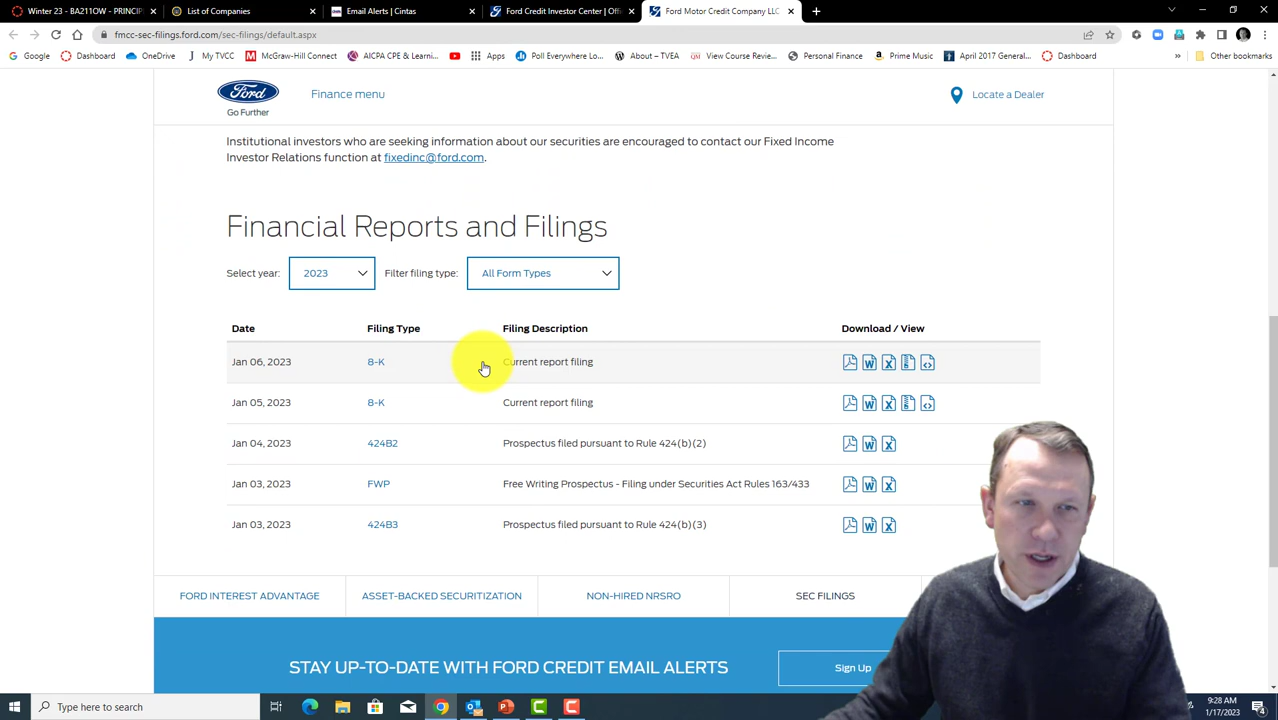 Winter 23 - BA211OW - PRINCIP
List of Companies
Email Alerts | Cintas
Ford Credit Investor Center | Offi
Ford Motor Credit Company LLC
fmcc-sec-filings.ford.com/sec-filings/default.aspx
Google
Dashboard
OneDrive
My TVCC
McGraw-Hill Connect
AICPA CPE & Learni...
Apps
Poll Everywhere Lo...
About – TVEA
View Course Revie...
Personal Finance
Prime Music
April 2017 General...
Dashboard
»
Other bookmarks
Ford
Go Further
Finance menu
Locate a Dealer
Institutional investors who are seeking information about our securities are encouraged to contact our Fixed Income
Investor Relations function at fixedinc@ford.com.
Financial Reports and Filings
Select year: 2023 Filter filing type: All Form Types
Date Filing Type Filing Description Download / View
Jan 06, 2023 8-K Current report filing
Jan 05, 2023 8-K Current report filing
Jan 04, 2023 424B2 Prospectus filed pursuant to Rule 424(b)(2)
Jan 03, 2023 FWP Free Writing Prospectus - Filing under Securities Act Rules 163/433
Jan 03, 2023 424B3 Prospectus filed pursuant to Rule 424(b)(3)
FORD INTEREST ADVANTAGE ASSET-BACKED SECURITIZATION NON-HIRED NRSRO SEC FILINGS
STAY UP-TO-DATE WITH FORD CREDIT EMAIL ALERTS
Sign Up
Type here to search
9:28 AM
1/17/2023